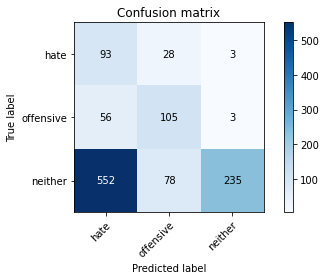 Confusion matrix
hate 93 28 3
offensive 56 105 3
neither 552 78 235
hate offensive neither
True label
Predicted label
500
400
300
200
100